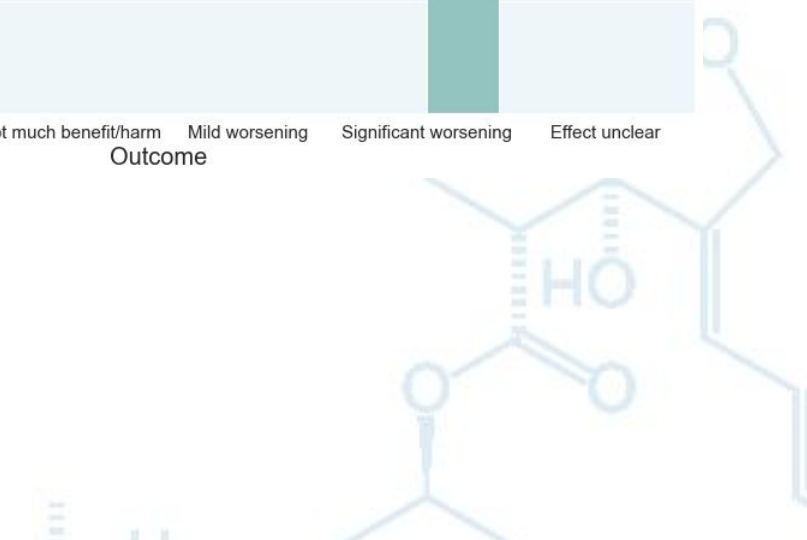 O
t much benefit/harm Mild worsening Significant worsening Effect unclear
Outcome
HO
O O
H